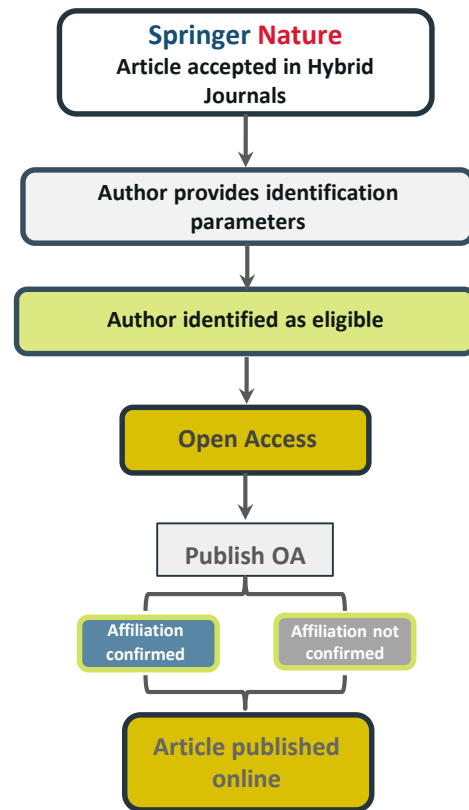 Springer Nature
Article accepted in Hybrid
Journals
Author provides identification
parameters
Author identified as eligible
Open Access
Publish OA
Affiliation
confirmed
Affiliation not
confirmed
Article published
online